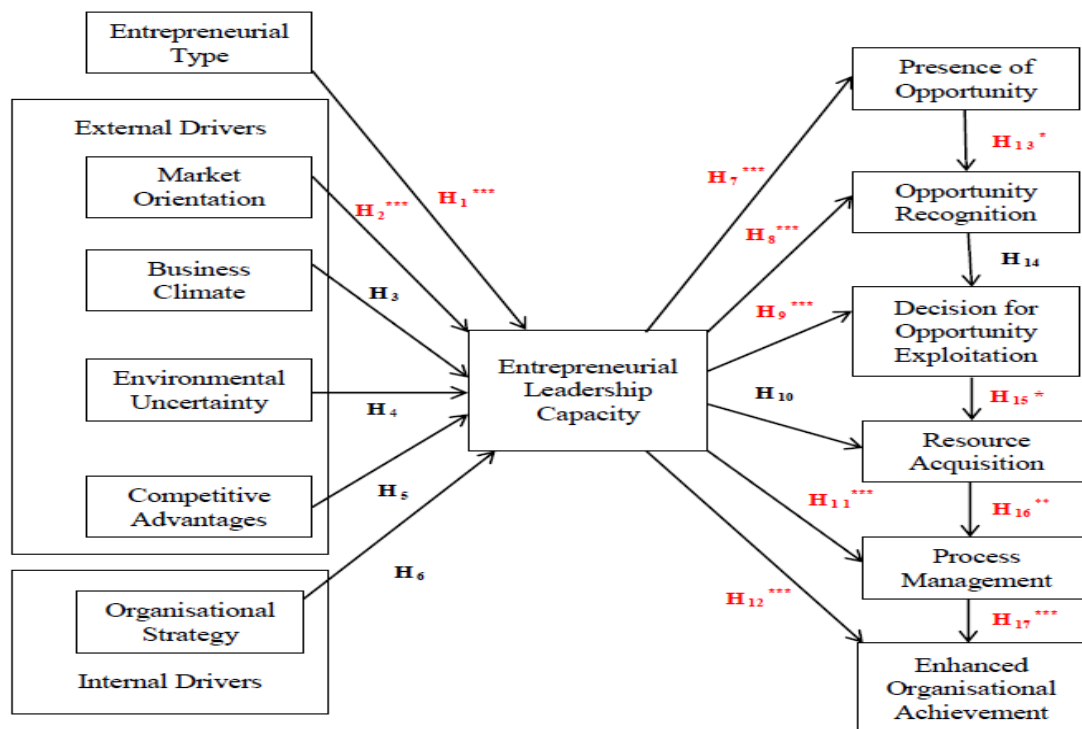 Entrepreneurial
Type
External Drivers
Market
Orientation
Business
Climate
Environmental
Uncertainty
Competitive
Advantages
Organisational
Strategy
Internal Drivers
H1***
H2***
H3
H4
H5
H6
Entrepreneurial
Leadership
Capacity
H7***
H8***
H9***
H10
H11***
H12***
Presence of
Opportunity
H13*
Opportunity
Recognition
H14
Decision for
Opportunity
Exploitation
H15*
Resource
Acquisition
H16**
Process
Management
H17***
Enhanced
Organisational
Achievement